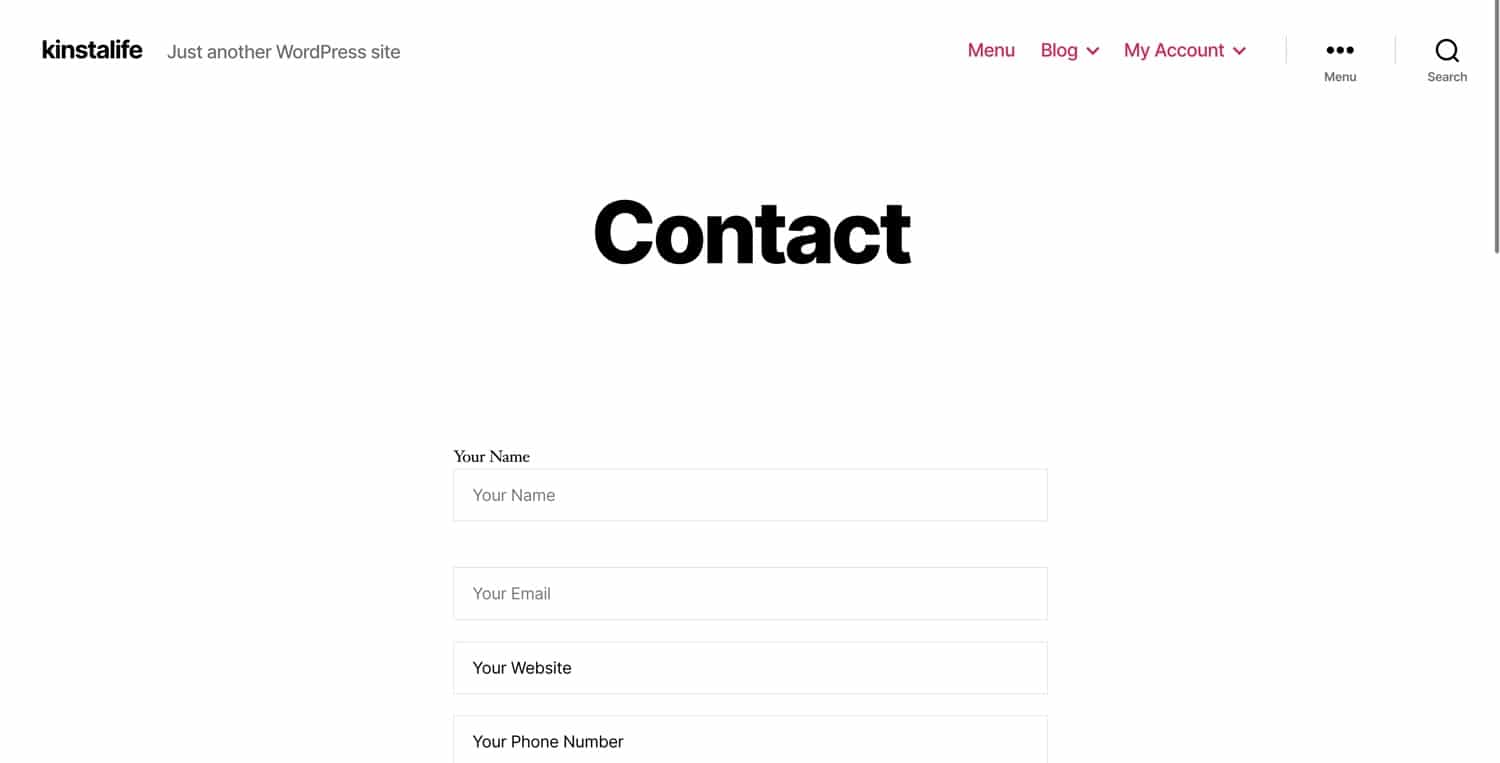 kinstalife Just another WordPress site Menu Blog My Account Menu Search
Contact
Your Name
Your Name
Your Email
Your Website
Your Phone Number